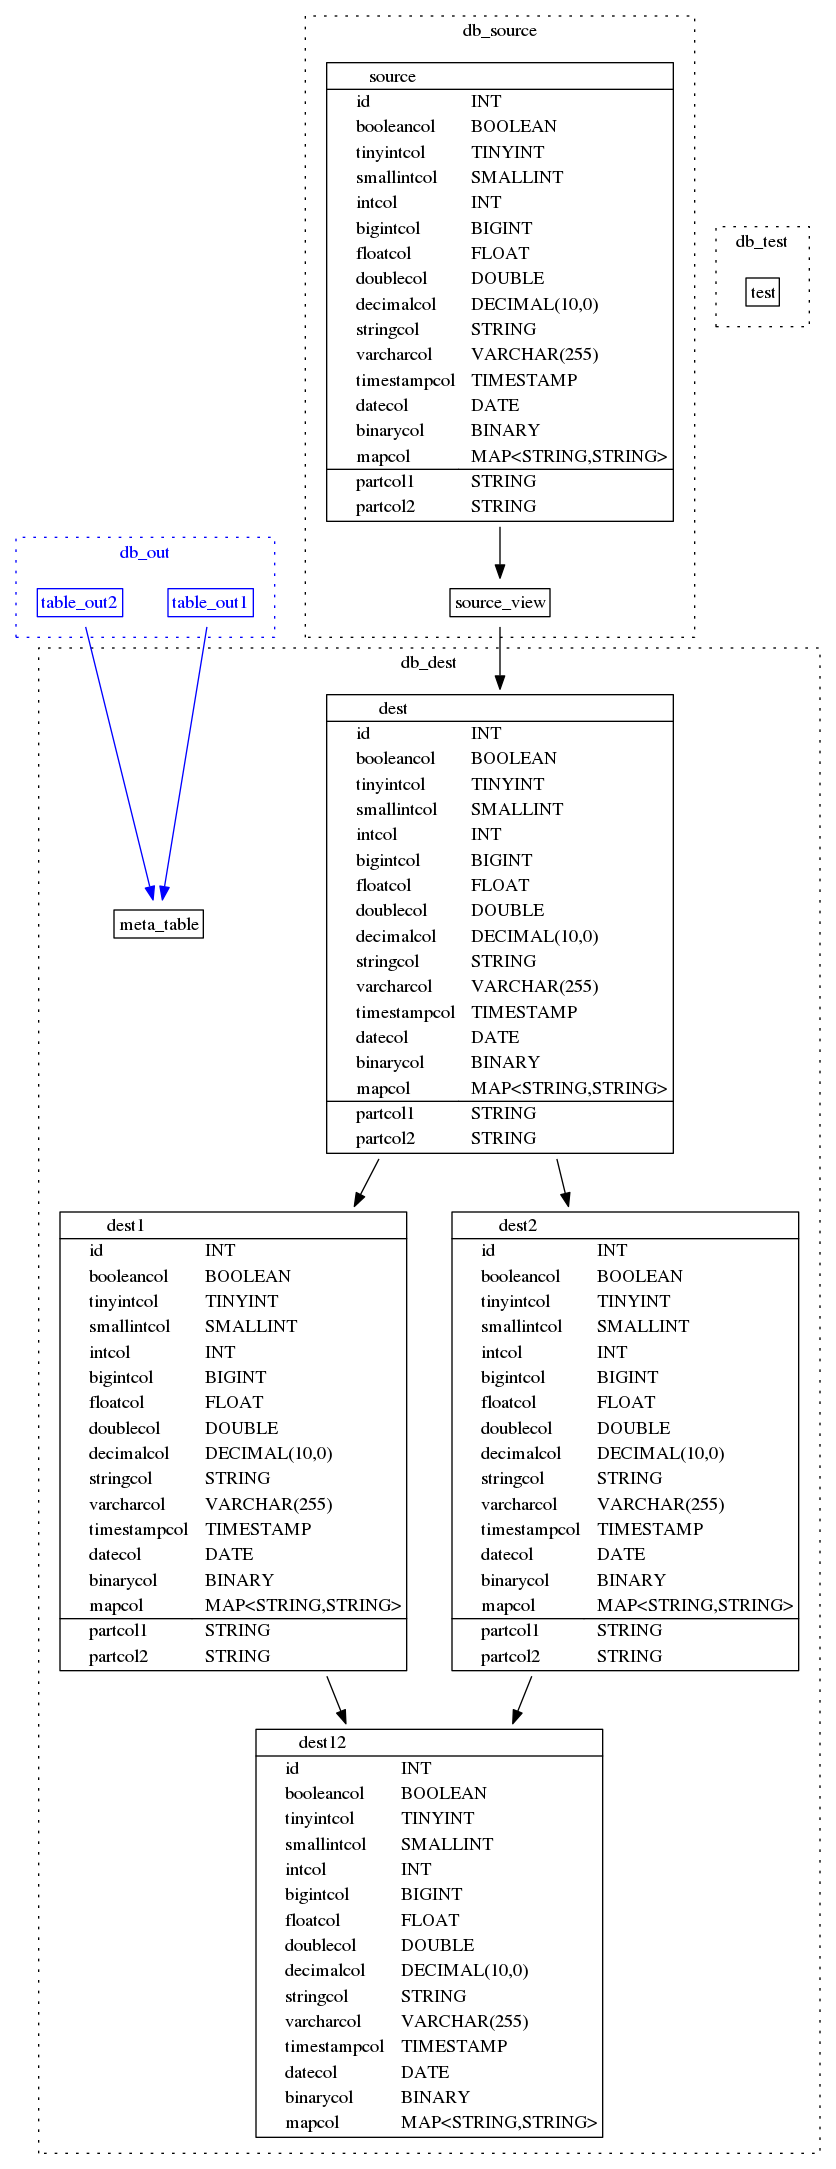 db_source
source
id INT
booleancol BOOLEAN
tinyintcol TINYINT
smallintcol SMALLINT
intcol INT
bigintcol BIGINT
floatcol FLOAT
doublecol DOUBLE
decimalcol DECIMAL(10,0)
stringcol STRING
varcharcol VARCHAR(255)
timestampcol TIMESTAMP
datecol DATE
binarycol BINARY
mapcol MAP<STRING,STRING>
partcol1 STRING
partcol2 STRING
source_view
db_test
test
db_out
table_out2 table_out1
db_dest
dest
id INT
booleancol BOOLEAN
tinyintcol TINYINT
smallintcol SMALLINT
intcol INT
bigintcol BIGINT
floatcol FLOAT
doublecol DOUBLE
decimalcol DECIMAL(10,0)
stringcol STRING
varcharcol VARCHAR(255)
timestampcol TIMESTAMP
datecol DATE
binarycol BINARY
mapcol MAP<STRING,STRING>
partcol1 STRING
partcol2 STRING
meta_table
dest1
id INT
booleancol BOOLEAN
tinyintcol TINYINT
smallintcol SMALLINT
intcol INT
bigintcol BIGINT
floatcol FLOAT
doublecol DOUBLE
decimalcol DECIMAL(10,0)
stringcol STRING
varcharcol VARCHAR(255)
timestampcol TIMESTAMP
datecol DATE
binarycol BINARY
mapcol MAP<STRING,STRING>
partcol1 STRING
partcol2 STRING
dest2
id INT
booleancol BOOLEAN
tinyintcol TINYINT
smallintcol SMALLINT
intcol INT
bigintcol BIGINT
floatcol FLOAT
doublecol DOUBLE
decimalcol DECIMAL(10,0)
stringcol STRING
varcharcol VARCHAR(255)
timestampcol TIMESTAMP
datecol DATE
binarycol BINARY
mapcol MAP<STRING,STRING>
partcol1 STRING
partcol2 STRING
dest12
id INT
booleancol BOOLEAN
tinyintcol TINYINT
smallintcol SMALLINT
intcol INT
bigintcol BIGINT
floatcol FLOAT
doublecol DOUBLE
decimalcol DECIMAL(10,0)
stringcol STRING
varcharcol VARCHAR(255)
timestampcol TIMESTAMP
datecol DATE
binarycol BINARY
mapcol MAP<STRING,STRING>